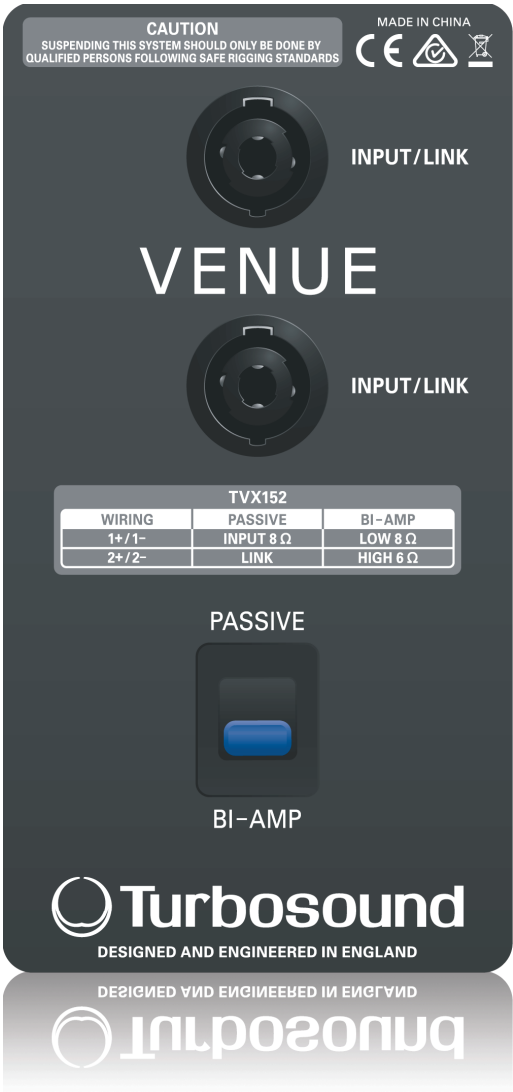 CAUTION
SUSPENDING THIS SYSTEM SHOULD ONLY BE DONE BY
QUALIFIED PERSONS FOLLOWING SAFE RIGGING STANDARDS
MADE IN CHINA
CE
INPUT/LINK
VENUE
INPUT/LINK
TVX152
WIRING PASSIVE BI-AMP
1+/1- INPUT 8 Ω LOW 8 Ω
2+/2- LINK HIGH 6 Ω
PASSIVE
BI-AMP
Turbosound
DESIGNED AND ENGINEERED IN ENGLAND